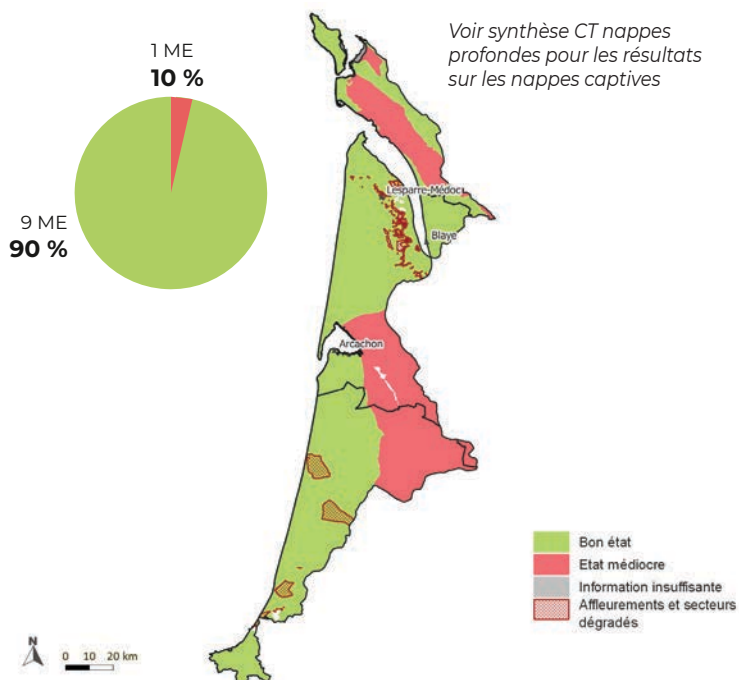 Voir synthèse CT nappes
profondes pour les résultats
sur les nappes captives
1 ME
10 %
9 ME
90 %
Lesparre-Médoc
Blaye
Arcachon
Bon état
Etat médiocre
Information insuffisante
Affleurements et secteurs
dégradés
N
0 10 20 km